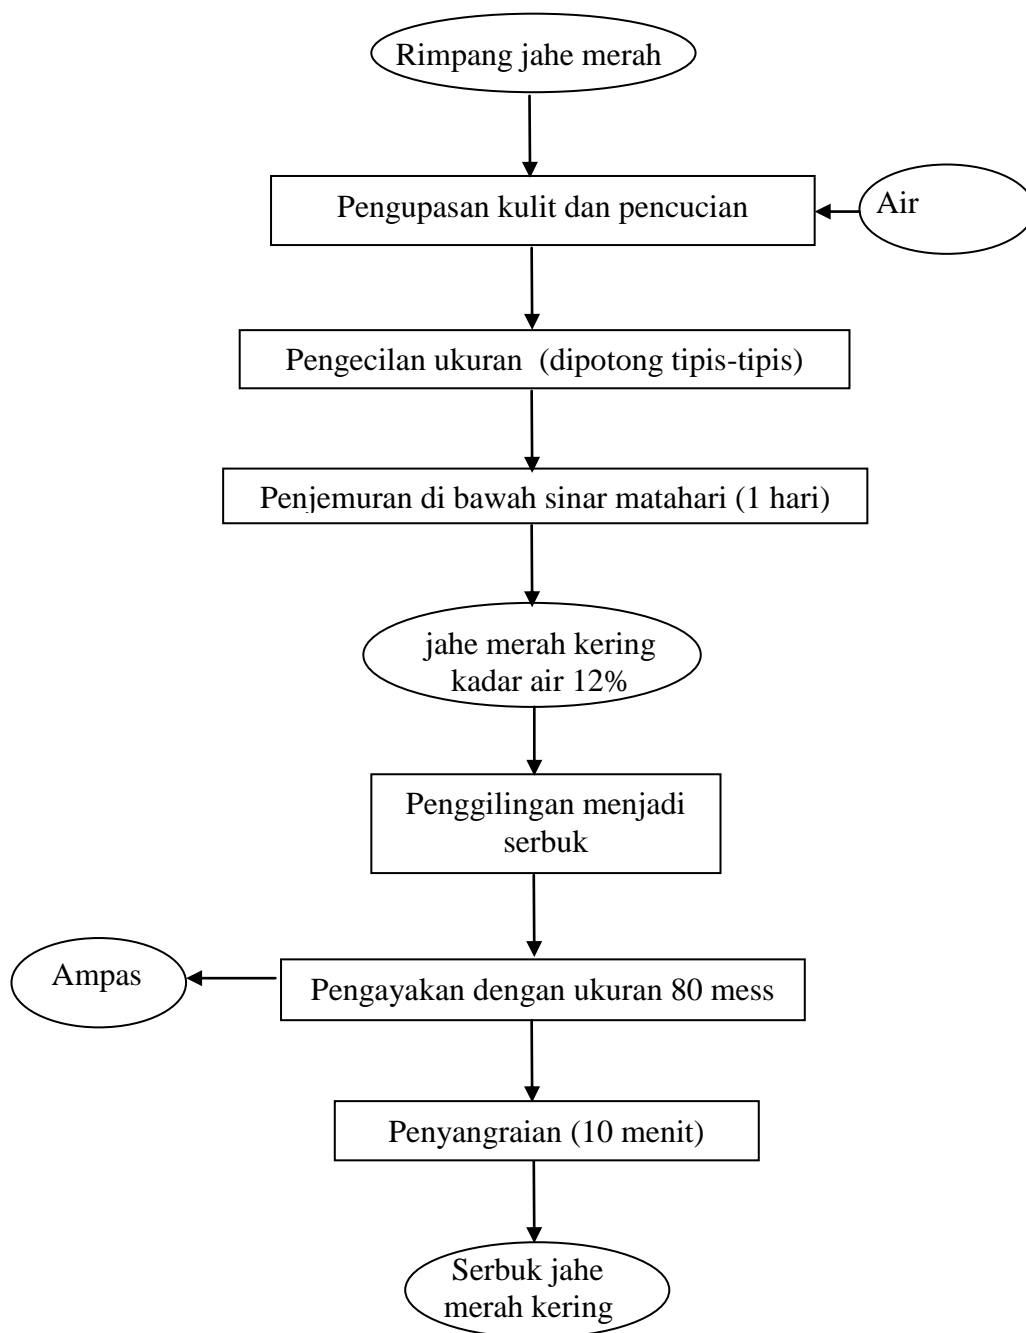 Rimpang jahe merah
Pengupasan kulit dan pencucian
Air
Pengecilan ukuran  (dipotong tipis-tipis)
Penjemuran di bawah sinar matahari (1 hari)
jahe merah kering
kadar air 12%
Penggilingan menjadi
serbuk
Ampas
Pengayakan dengan ukuran 80 mess
Penyangraian (10 menit)
Serbuk jahe
merah kering